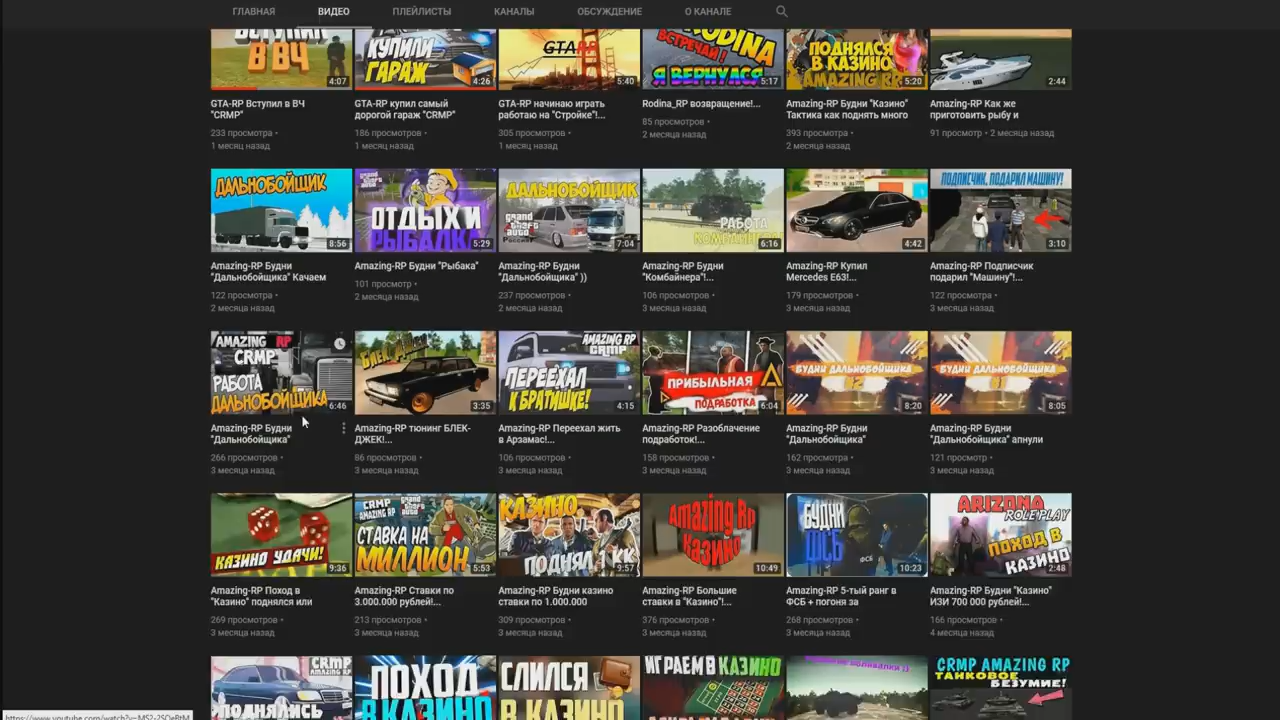 ГЛАВНАЯ ВИДЕО ПЛЕЙЛИСТЫ КАНАЛЫ ОБСУЖДЕНИЕ О КАНАЛЕ
ВСТУПИЛ
В ВЧ
4:07
КУПИЛИ
ГАРАЖ
4:26
GTA
5:40
RODINA
ВСТРЕЧАЙ!
Я ВЕРНУЛСЯ
5:17
ПОДНЯЛСЯ
В КАЗИНО
AMAZING RP
5:20
2:44
GTA-RP Вступил в ВЧ
"CRMP"
233 просмотра •
1 месяц назад
GTA-RP купил самый
дорогой гараж "CRMP"
186 просмотров •
1 месяц назад
GTA-RP начинаю играть
работаю на "Стройке"!...
305 просмотров •
1 месяц назад
Rodina_RP возвращение!...
85 просмотров •
2 месяца назад
Amazing-RP Будни "Казино"
Тактика как поднять много
393 просмотра •
2 месяца назад
Amazing-RP Как же
приготовить рыбу и
91 просмотр • 2 месяца назад
ДАЛЬНОБОЙЩИК
8:56
ОТДЫХ И
РЫБАЛКА
5:29
ДАЛЬНОБОЙЩИК
grand
theft
auto
Россия
7:04
РАБОТА
КОМБАЙНЕРА
6:16
4:42
ПОДПИСЧИК, ПОДАРИЛ МАШИНУ!
3:10
Amazing-RP Будни
"Дальнобойщика" Качаем
122 просмотра •
2 месяца назад
Amazing-RP Будни "Рыбака"
101 просмотр •
2 месяца назад
Amazing-RP Будни
"Дальнобойщика" ))
237 просмотров •
2 месяца назад
Amazing-RP Будни
"Комбайнера"!...
106 просмотров •
3 месяца назад
Amazing-RP Купил
Mercedes E63!...
179 просмотров •
3 месяца назад
Amazing-RP Подписчик
подарил "Машину"!...
122 просмотра •
3 месяца назад
AMAZING RP
CRMP
РАБОТА
ДАЛЬНОБОЙЩИКА
6:46
БЛЕК ДЖЕК
3:35
AMAZING RP
CRMP
ПЕРЕЕХАЛ
К БРАТИШКЕ!
4:15
ПРИБЫЛЬНАЯ
ПОДРАБОТКА
6:04
БУДНИ ДАЛЬНОБОЙЩИКА
#2
8:20
БУДНИ ДАЛЬНОБОЙЩИКА
#1
8:05
Amazing-RP Будни
"Дальнобойщика"
266 просмотров •
3 месяца назад
Amazing-RP тюнинг БЛЕК-
ДЖЕК!...
86 просмотров •
3 месяца назад
Amazing-RP Переехал жить
в Арзамас!...
106 просмотров •
3 месяца назад
Amazing-RP Разоблачение
подработок!...
158 просмотров •
3 месяца назад
Amazing-RP Будни
"Дальнобойщика"
162 просмотра •
3 месяца назад
Amazing-RP Будни
"Дальнобойщика" апнули
121 просмотр •
3 месяца назад
КАЗИНО УДАЧИ!
9:36
CRMP
AMAZING RP
СТАВКА НА
МИЛЛИОН
5:53
КАЗИНО
ПОДНЯЛ 1КК
9:57
Amazing Rp
Казино
10:49
БУДНИ
ФСБ
ФСБ
10:23
ARIZONA
ROLE PLAY
ПОХОД В
КАЗИНО
2:48
Amazing-RP Поход в
"Казино" поднялся или
269 просмотров •
3 месяца назад
Amazing-RP Ставки по
3.000.000 рублей!...
213 просмотров •
3 месяца назад
Amazing-RP Будни казино
ставки по 1.000.000
309 просмотров •
3 месяца назад
Amazing-RP Большие
ставки в "Казино"!...
376 просмотров •
3 месяца назад
Amazing-RP 5-тый ранг в
ФСБ + погоня за
268 просмотров •
3 месяца назад
Amazing-RP Будни "Казино"
ИЗИ 700 000 рублей!...
166 просмотров •
4 месяца назад
CRMP
AMAZING RP
ПОДНЯЛИСЬ
ПОХОД
В КАЗИНО
СЛИЛСЯ
В КАЗИНО
ИГРАЕМ В КАЗИНО
CRMP AMAZING RP
ТАНКОВОЕ
БЕЗУМИЕ!